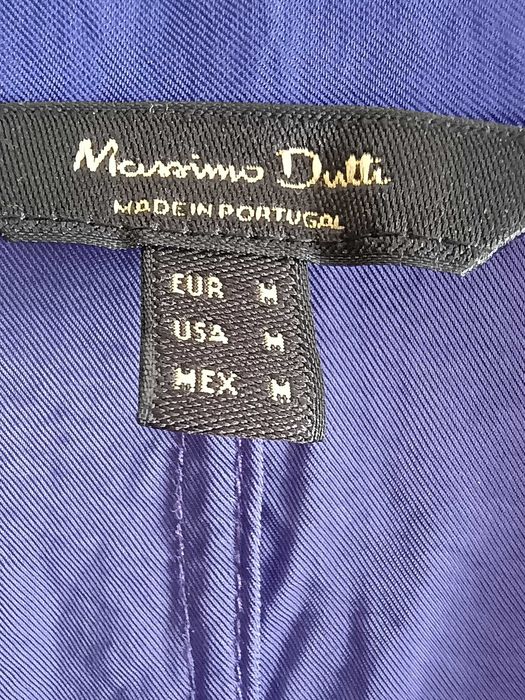 Massimo Dutti
MADE IN PORTUGAL
EUR M
USA M
MEX M